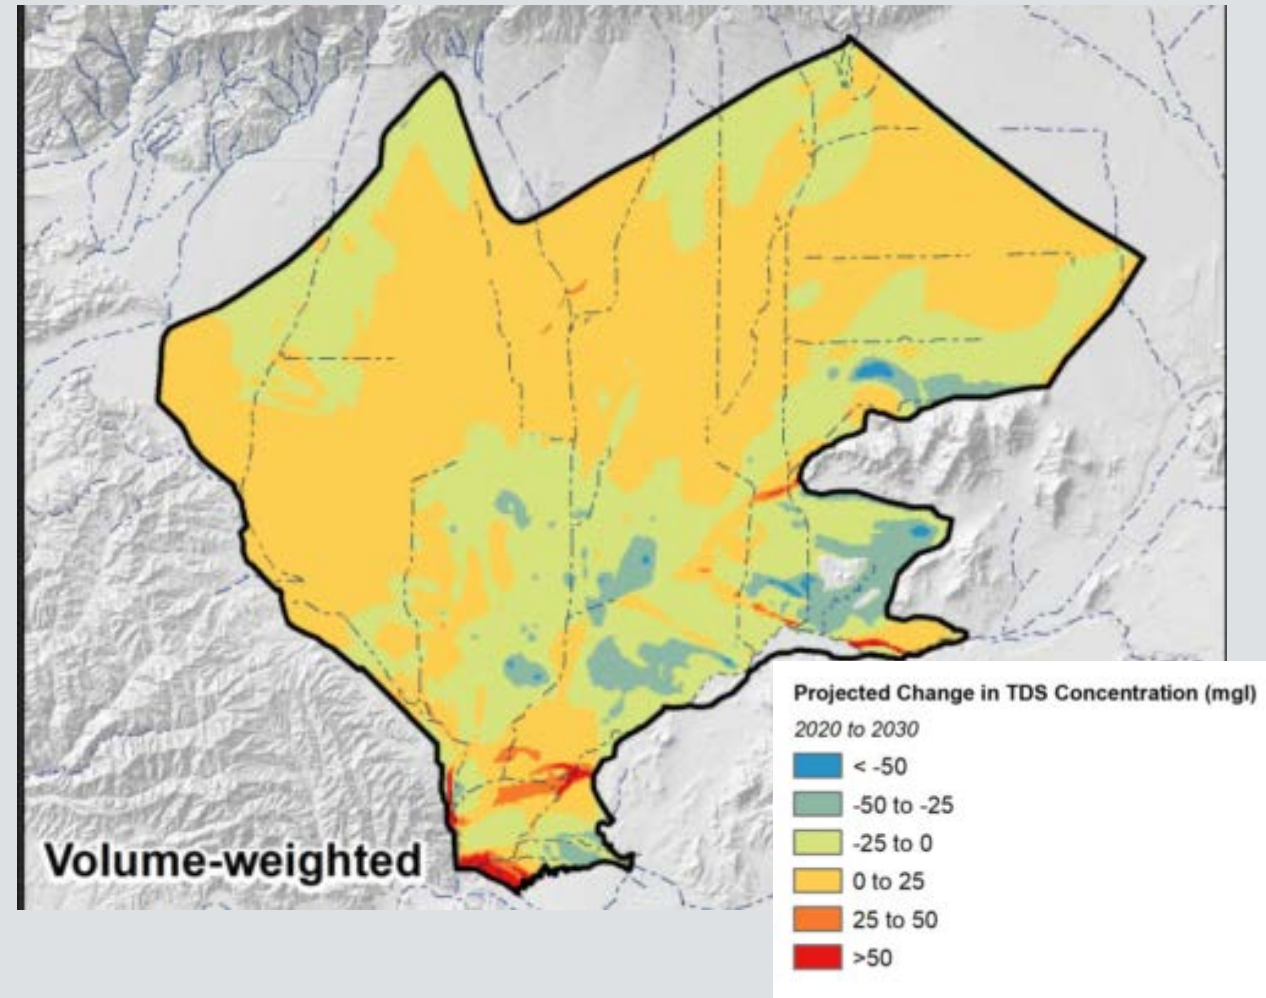 Volume-weighted
Projected Change in TDS Concentration (mgl)
2020 to 2030
< -50
-50 to -25
-25 to 0
0 to 25
25 to 50
>50